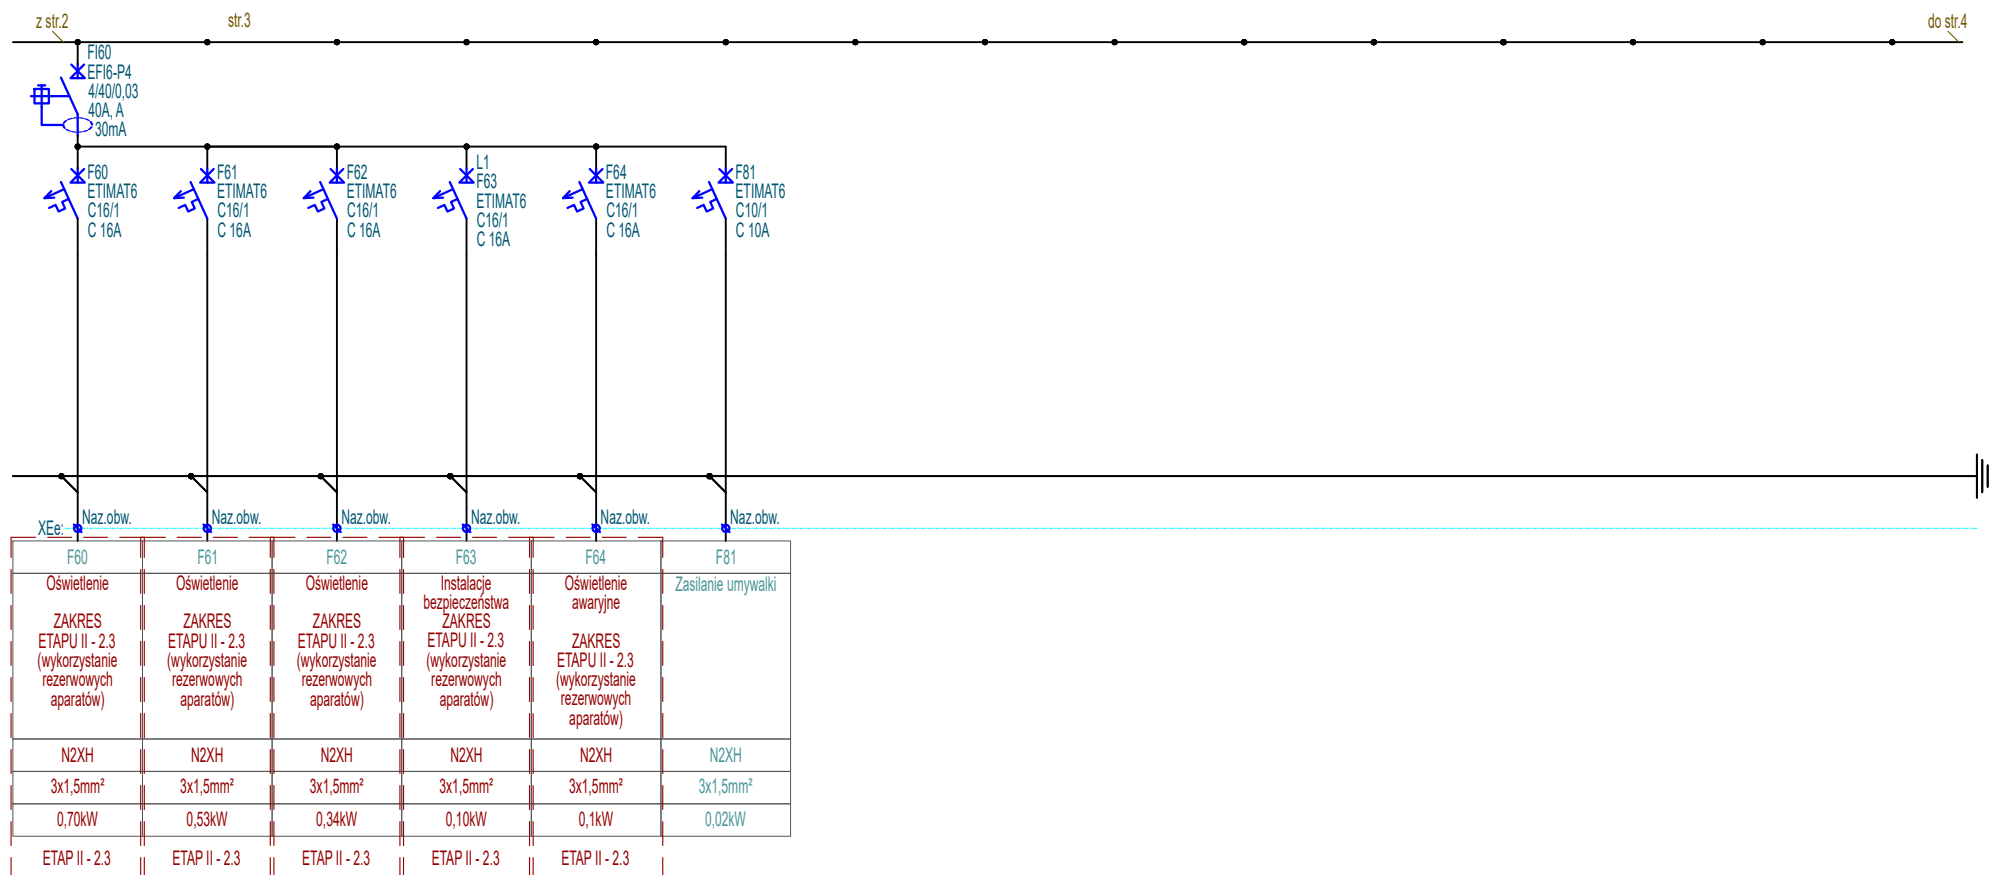 z str.2
str.3
do str.4
FI60
EFI6-P4
4/40/0,03
40A, A
30mA
F60
ETIMAT6
C16/1
C 16A
F61
ETIMAT6
C16/1
C 16A
F62
ETIMAT6
C16/1
C 16A
L1
F63
ETIMAT6
C16/1
C 16A
F64
ETIMAT6
C16/1
C 16A
F81
ETIMAT6
C10/1
C 10A
XEe:
Naz.obw.
Naz.obw.
Naz.obw.
Naz.obw.
Naz.obw.
Naz.obw.
F60
F61
F62
F63
F64
F81
Oświetlenie
ZAKRES
ETAPU II - 2.3
(wykorzystanie
rezerwowych
aparatów)
Oświetlenie
ZAKRES
ETAPU II - 2.3
(wykorzystanie
rezerwowych
aparatów)
Oświetlenie
ZAKRES
ETAPU II - 2.3
(wykorzystanie
rezerwowych
aparatów)
Instalacje
bezpieczeństwa
ZAKRES
ETAPU II - 2.3
(wykorzystanie
rezerwowych
aparatów)
Oświetlenie
awaryjne
ZAKRES
ETAPU II - 2.3
(wykorzystanie
rezerwowych
aparatów)
Zasilanie umywalki
N2XH
N2XH
N2XH
N2XH
N2XH
N2XH
3x1,5mm²
3x1,5mm²
3x1,5mm²
3x1,5mm²
3x1,5mm²
3x1,5mm²
0,70kW
0,53kW
0,34kW
0,10kW
0,1kW
0,02kW
ETAP II - 2.3
ETAP II - 2.3
ETAP II - 2.3
ETAP II - 2.3
ETAP II - 2.3